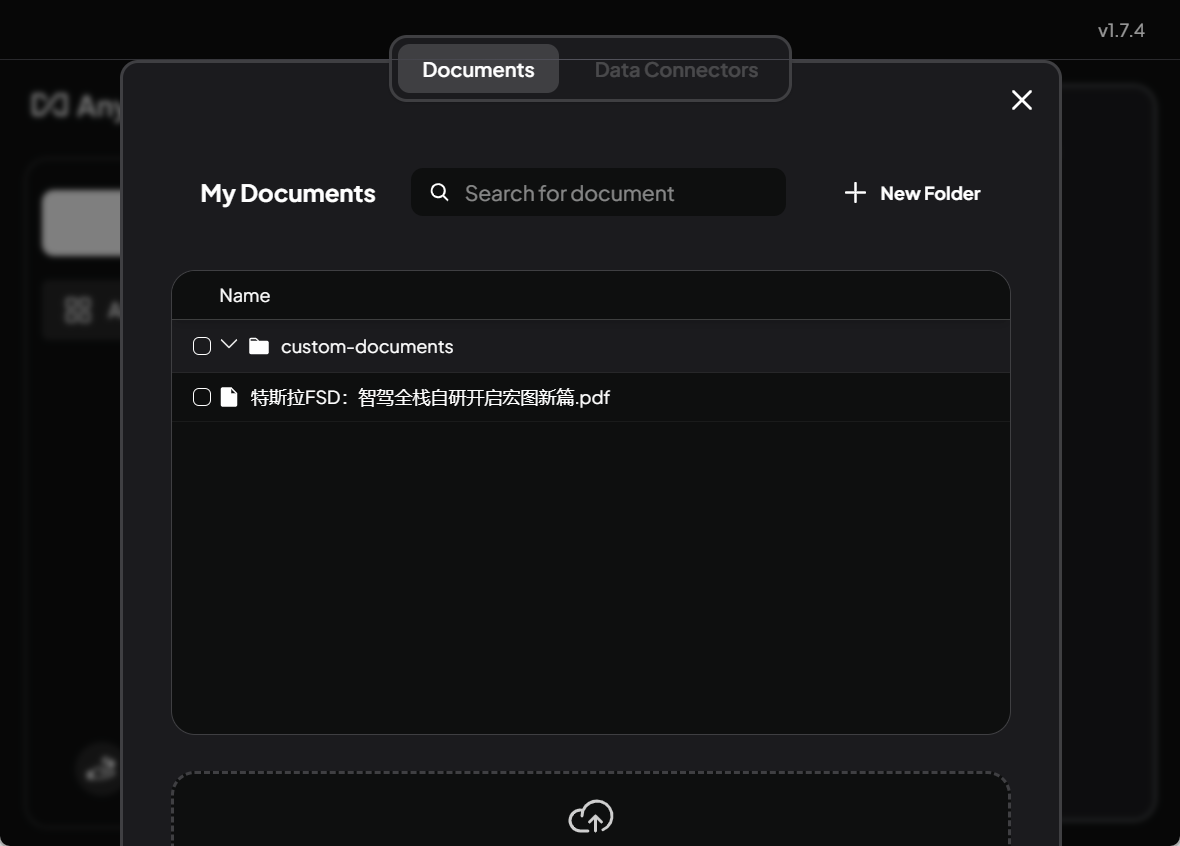 v1.7.4
Documents
Data Connectors
Any
My Documents
Search for document
New Folder
Name
custom-documents
特斯拉FSD：智驾全栈自研开启宏图新篇.pdf